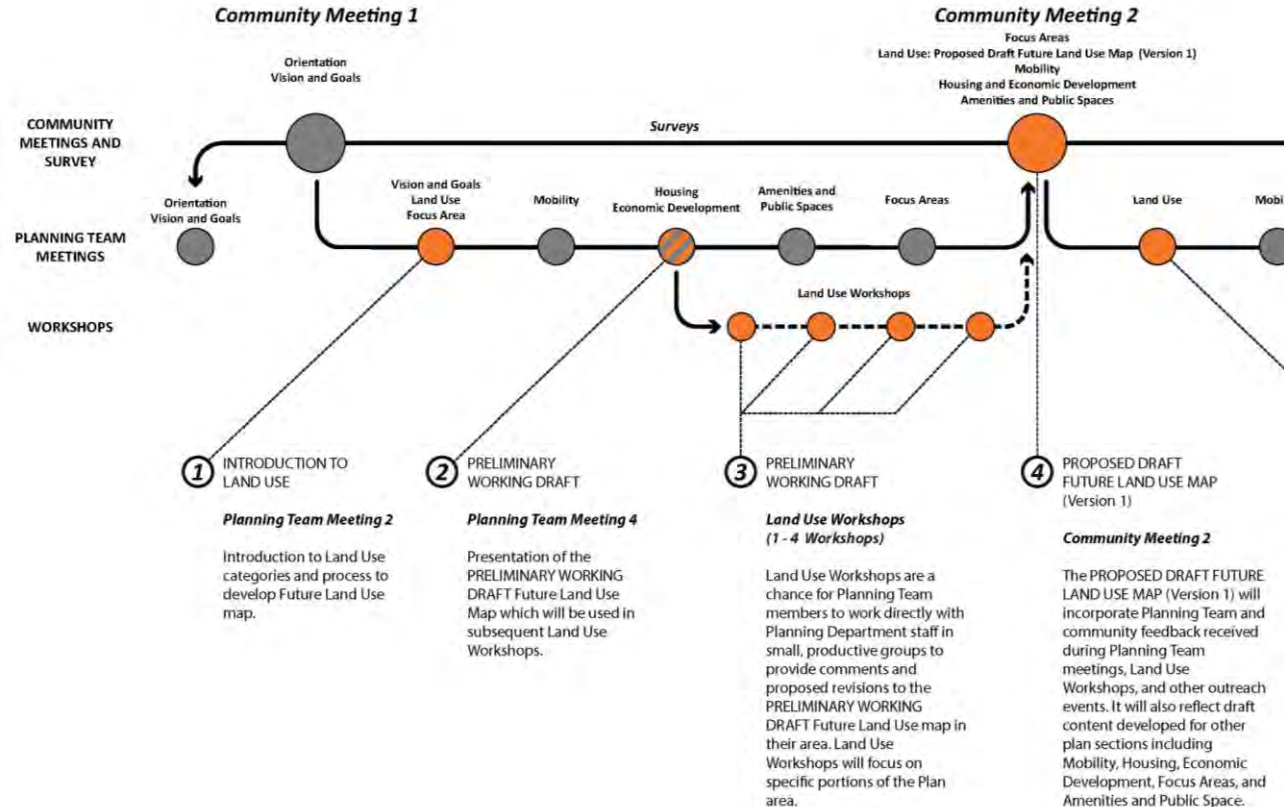 Community Meeting 1
Community Meeting 2
Orientation
Vision and Goals
Focus Areas
Land Use: Proposed Draft Future Land Use Map (Version 1)
Mobility
Housing and Economic Development
Amenities and Public Spaces
COMMUNITY
MEETINGS AND
SURVEY
Surveys
Orientation
Vision and Goals
Vision and Goals
Land Use
Focus Area
Mobility
Housing
Economic Development
Amenities and
Public Spaces
Focus Areas
Land Use
Mobi
PLANNING TEAM
MEETINGS
Land Use Workshops
WORKSHOPS
1 INTRODUCTION TO
LAND USE
Planning Team Meeting 2
Introduction to Land Use
categories and process to
develop Future Land Use
map.
2 PRELIMINARY
WORKING DRAFT
Planning Team Meeting 4
Presentation of the
PRELIMINARY WORKING
DRAFT Future Land Use
Map which will be used in
subsequent Land Use
Workshops.
3 PRELIMINARY
WORKING DRAFT
Land Use Workshops
(1 - 4 Workshops)
Land Use Workshops are a
chance for Planning Team
members to work directly with
Planning Department staff in
small, productive groups to
provide comments and
proposed revisions to the
PRELIMINARY WORKING
DRAFT Future Land Use map in
their area. Land Use
Workshops will focus on
specific portions of the Plan
area.
4 PROPOSED DRAFT
FUTURE LAND USE MAP
(Version 1)
Community Meeting 2
The PROPOSED DRAFT FUTURE
LAND USE MAP (Version 1) will
incorporate Planning Team and
community feedback received
during Planning Team
meetings, Land Use
Workshops, and other outreach
events. It will also reflect draft
content developed for other
plan sections including
Mobility, Housing, Economic
Development, Focus Areas, and
Amenities and Public Space.